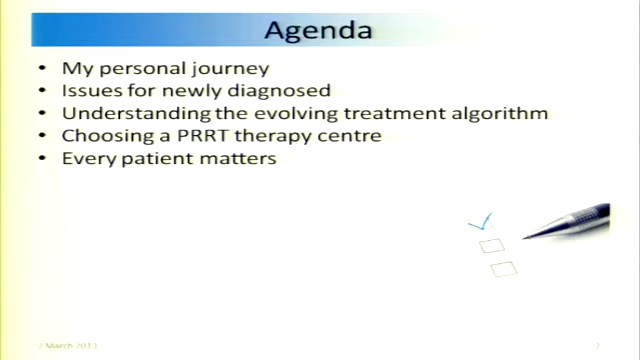 Agenda
• My personal journey
• Issues for newly diagnosed
• Understanding the evolving treatment algorithm
• Choosing a PRRT therapy centre
• Every patient matters
7 March 2013
2